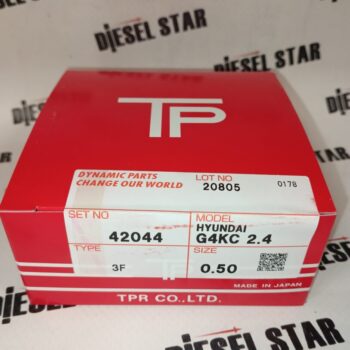 DIESEL STAR
TP
DYNAMIC PARTS
CHANGE OUR WORLD
LOT NO
20805
0178
SET NO
42044
MODEL
HYUNDAI
G4KC 2.4
TYPE
3F
TP
SIZE
0.50
MADE IN JAPAN
TPR CO.,LTD.
DIESEL STAR